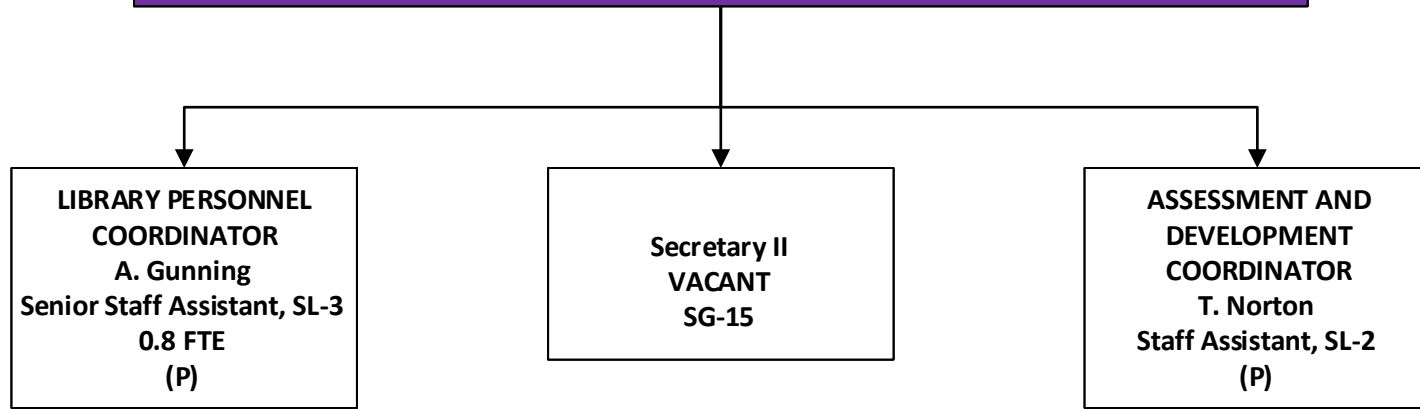 LIBRARY PERSONNEL
COORDINATOR
A. Gunning
Senior Staff Assistant, SL-3
0.8 FTE
(P)
Secretary II
VACANT
SG-15
ASSESSMENT AND
DEVELOPMENT
COORDINATOR
T. Norton
Staff Assistant, SL-2
(P)